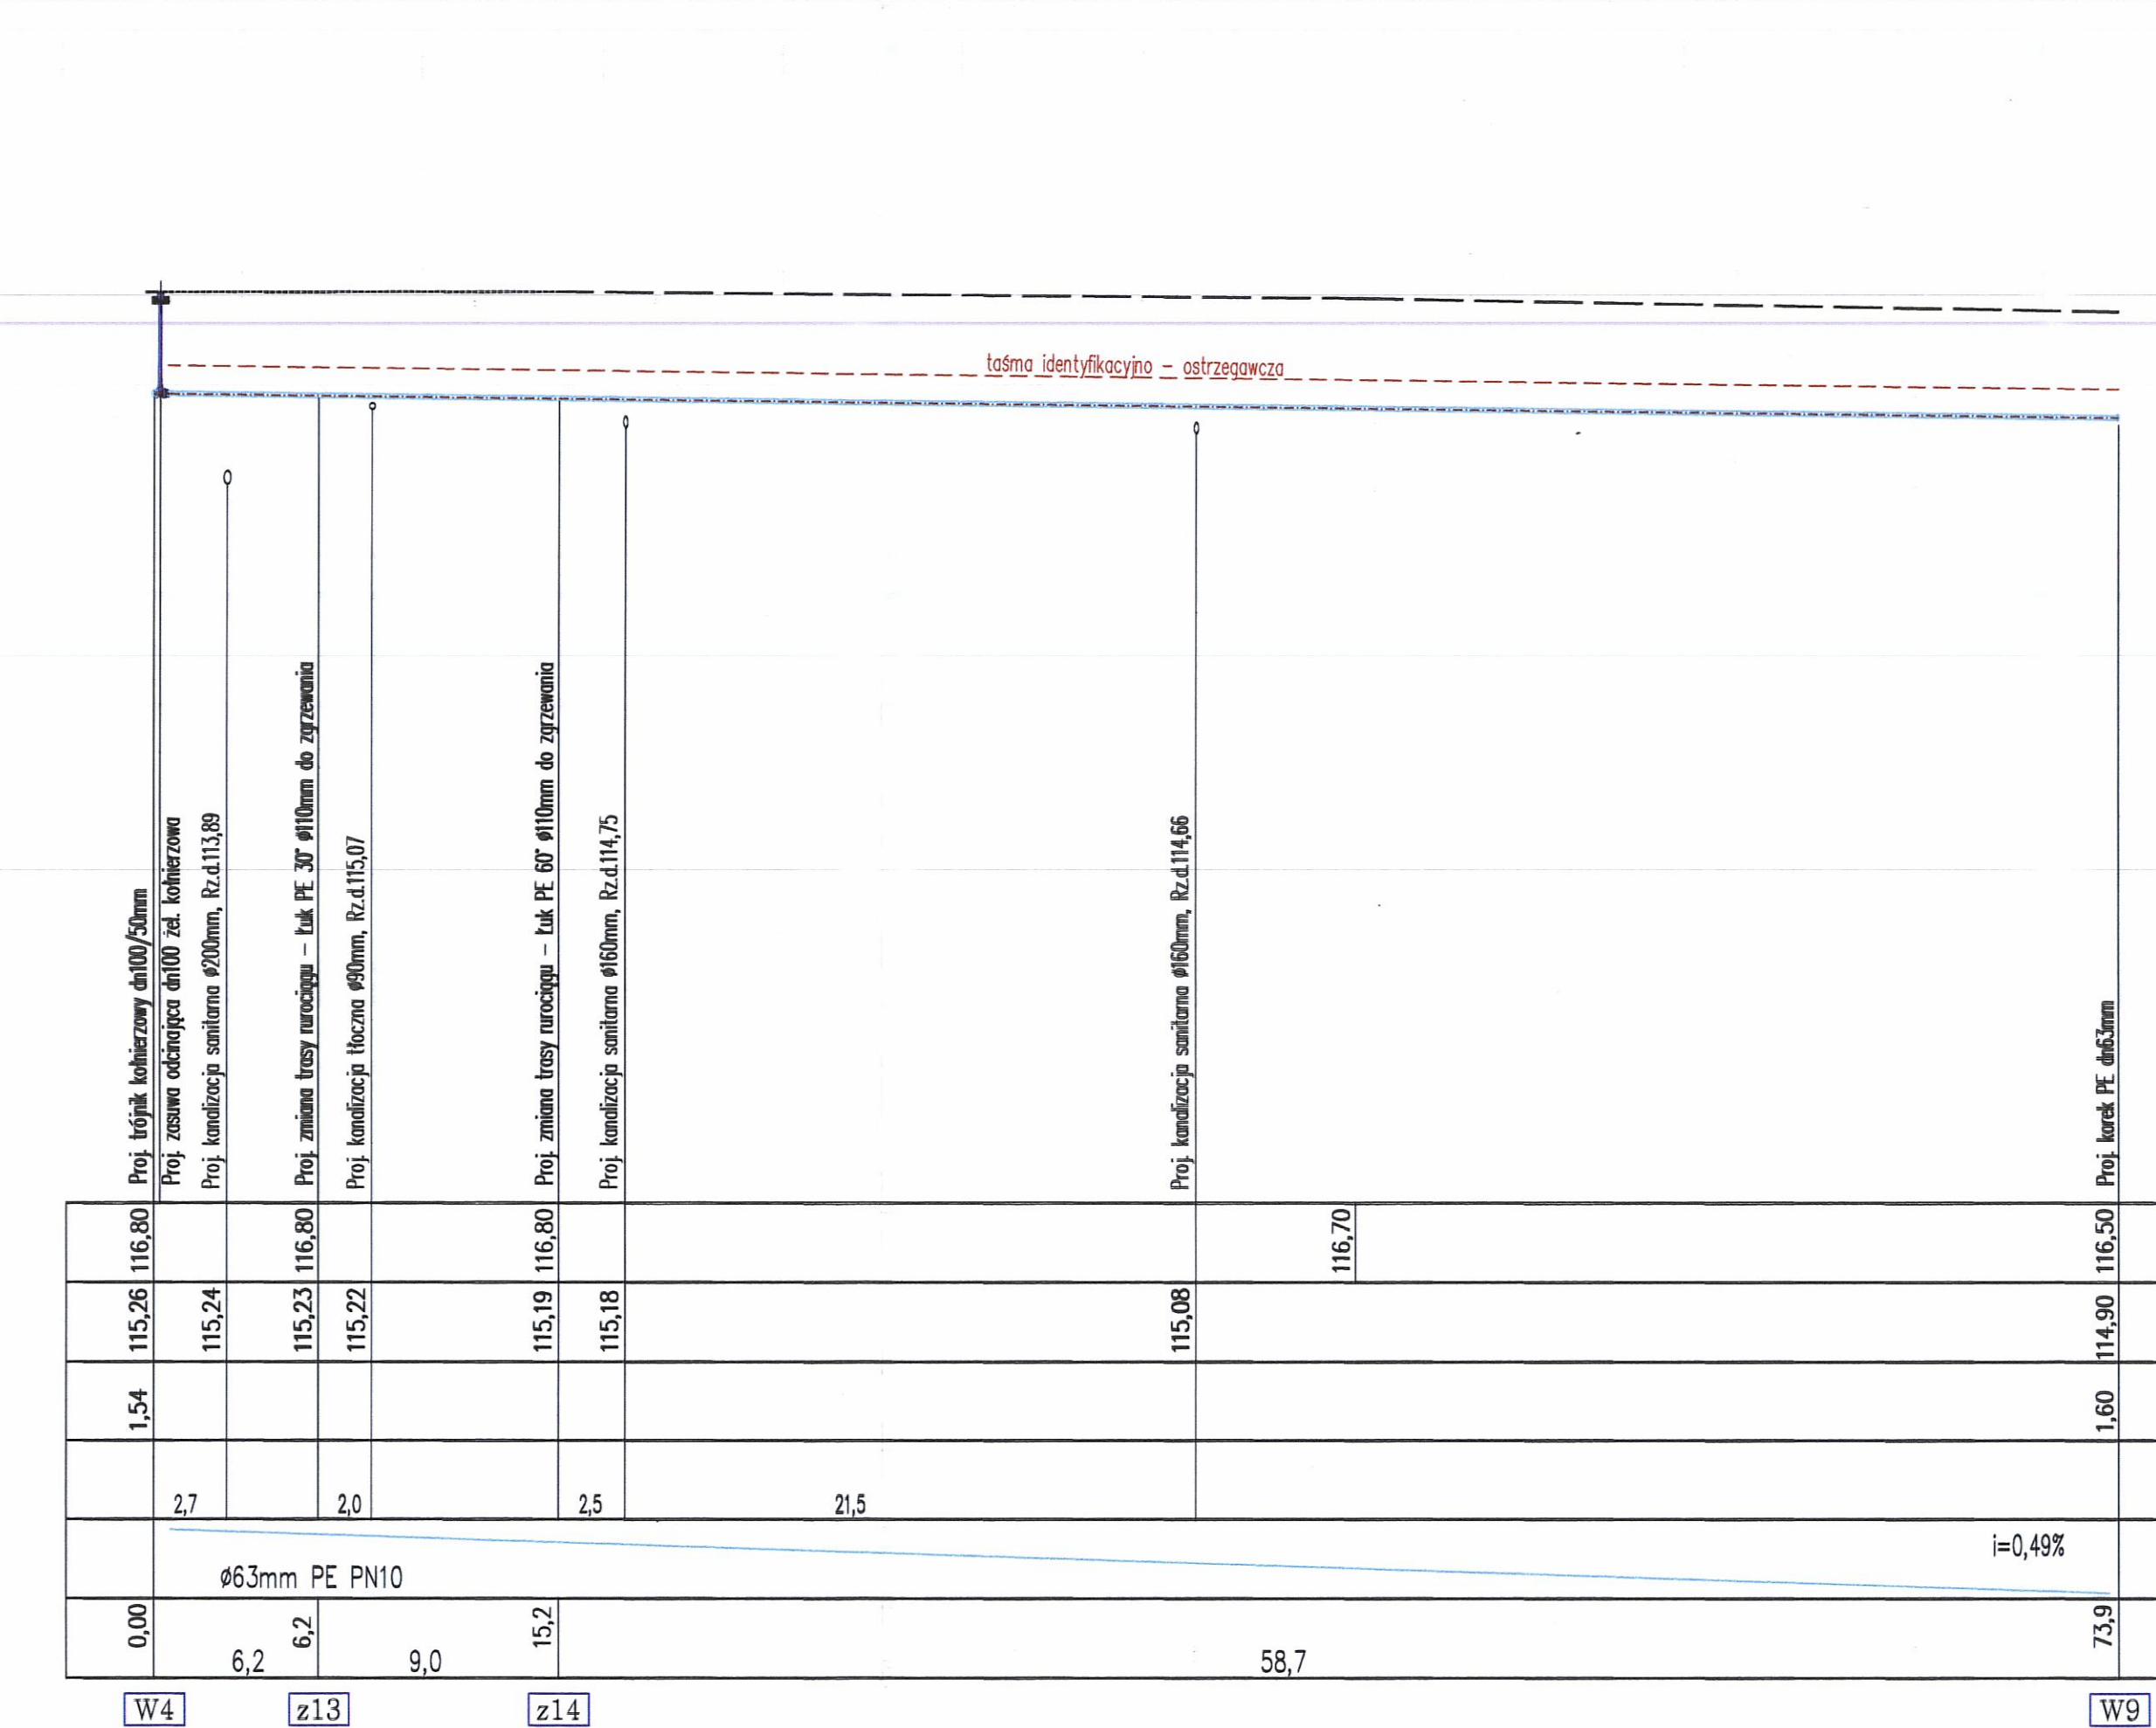 taśma identyfikacyjno – ostrzegawcza
Proj. trójnik kołnierzowy dn100/50mm
Proj. zasuwa odcinająca dn100 żel. kołnierzowa
Proj. kanalizacja sanitarna ø200mm, Rz.d.113,89
Proj. zmiana trasy rurociągu – Łuk PE 30° ø110mm do zgrzewania
Proj. kanalizacja tłoczna ø90mm, Rz.d.115,07
Proj. zmiana trasy rurociągu – Łuk PE 60° ø110mm do zgrzewania
Proj. kanalizacja sanitarna ø160mm, Rz.d.114,75
Proj. kanalizacja sanitarna ø160mm, Rz.d.114,66
Proj. korek PE dn63mm
116,80 116,80 116,80 116,70 116,50
115,26 115,24 115,23 115,22 115,19 115,18 115,08 114,90
1,54 1,60
2,7 2,0 2,5 21,5
i=0,49%
ø63mm PE PN10
0,00 6,2 15,2 73,9
6,2 9,0 58,7
W4 z13 z14 W9